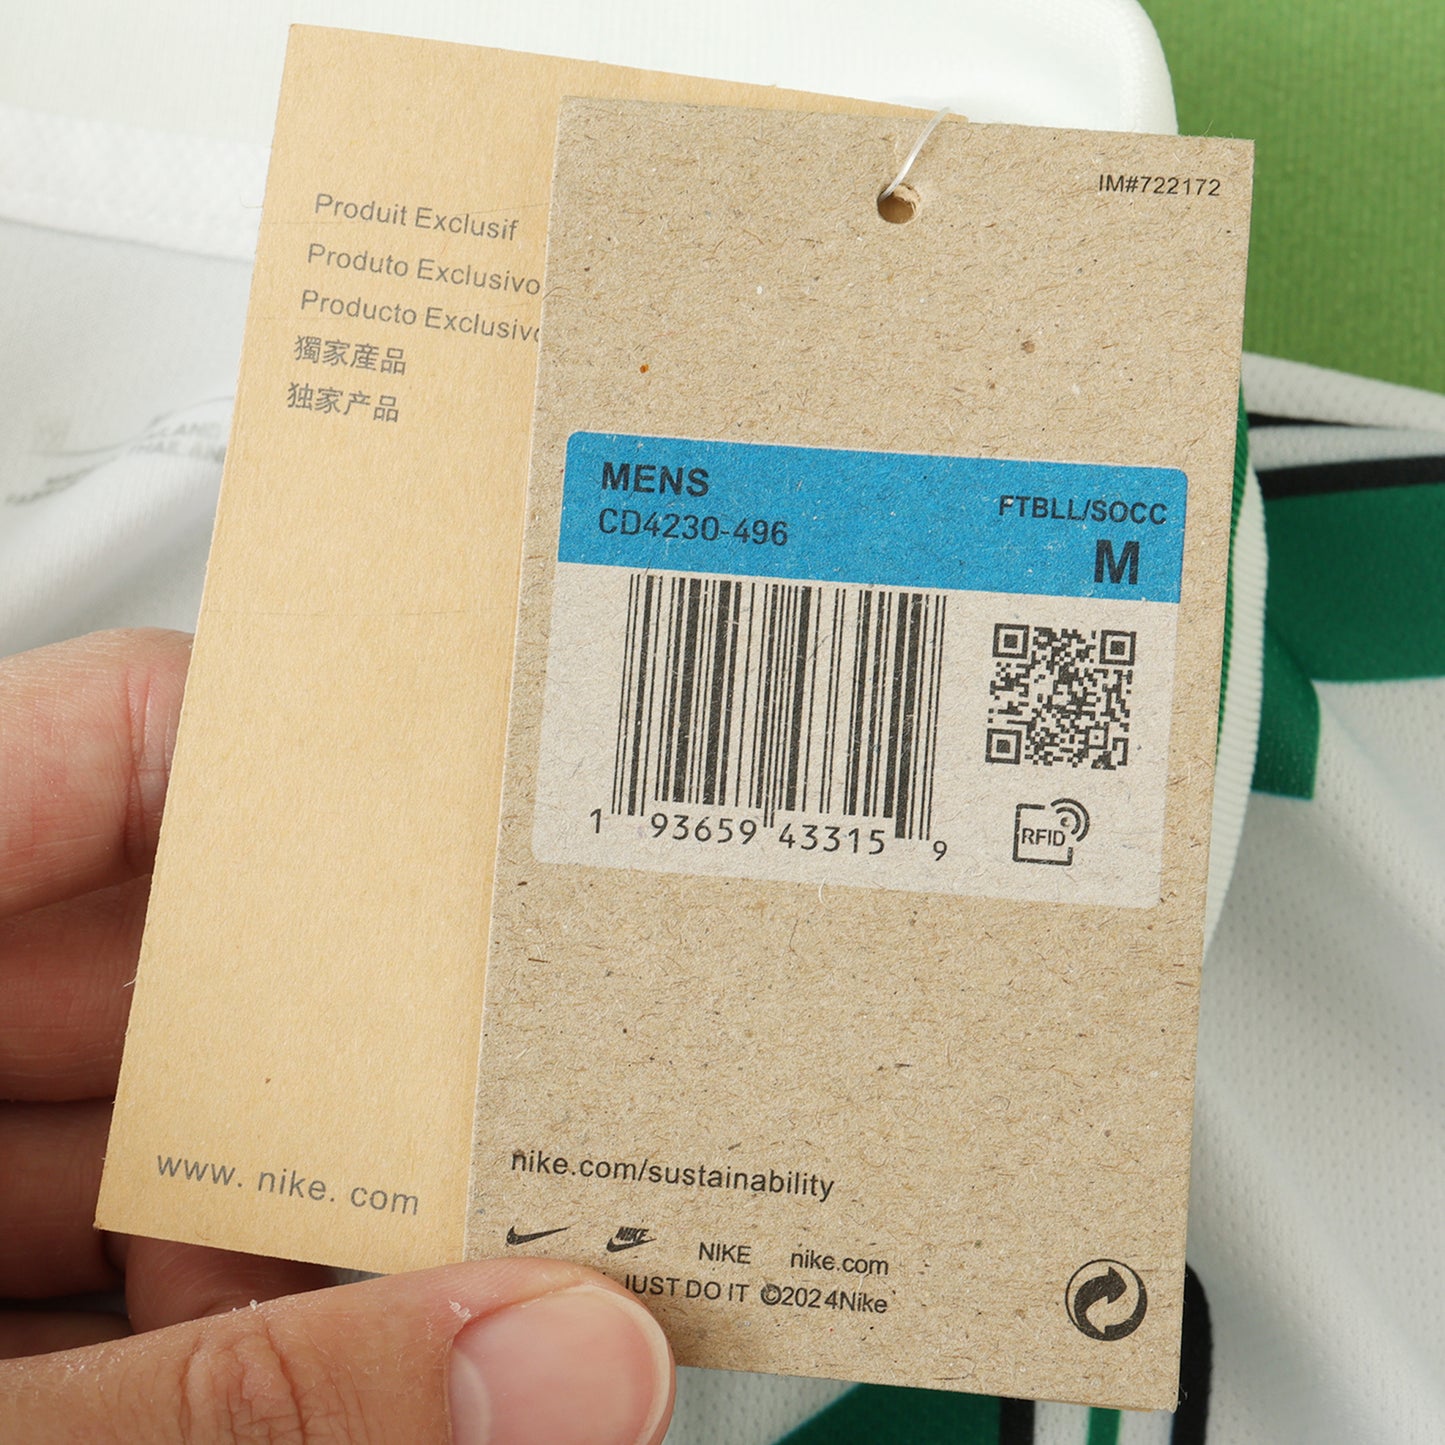 Produit Exclusif
Produto Exclusivo
Producto Exclusivo
獨家産品
独家产品
www. nike. com
IM#722172
MENS
FTBLL/SOCC
CD4230-496
M
1 93659 43315 9
RFID
nike.com/sustainability
NIKE NIKE nike.com
JUST DO IT ©2024Nike